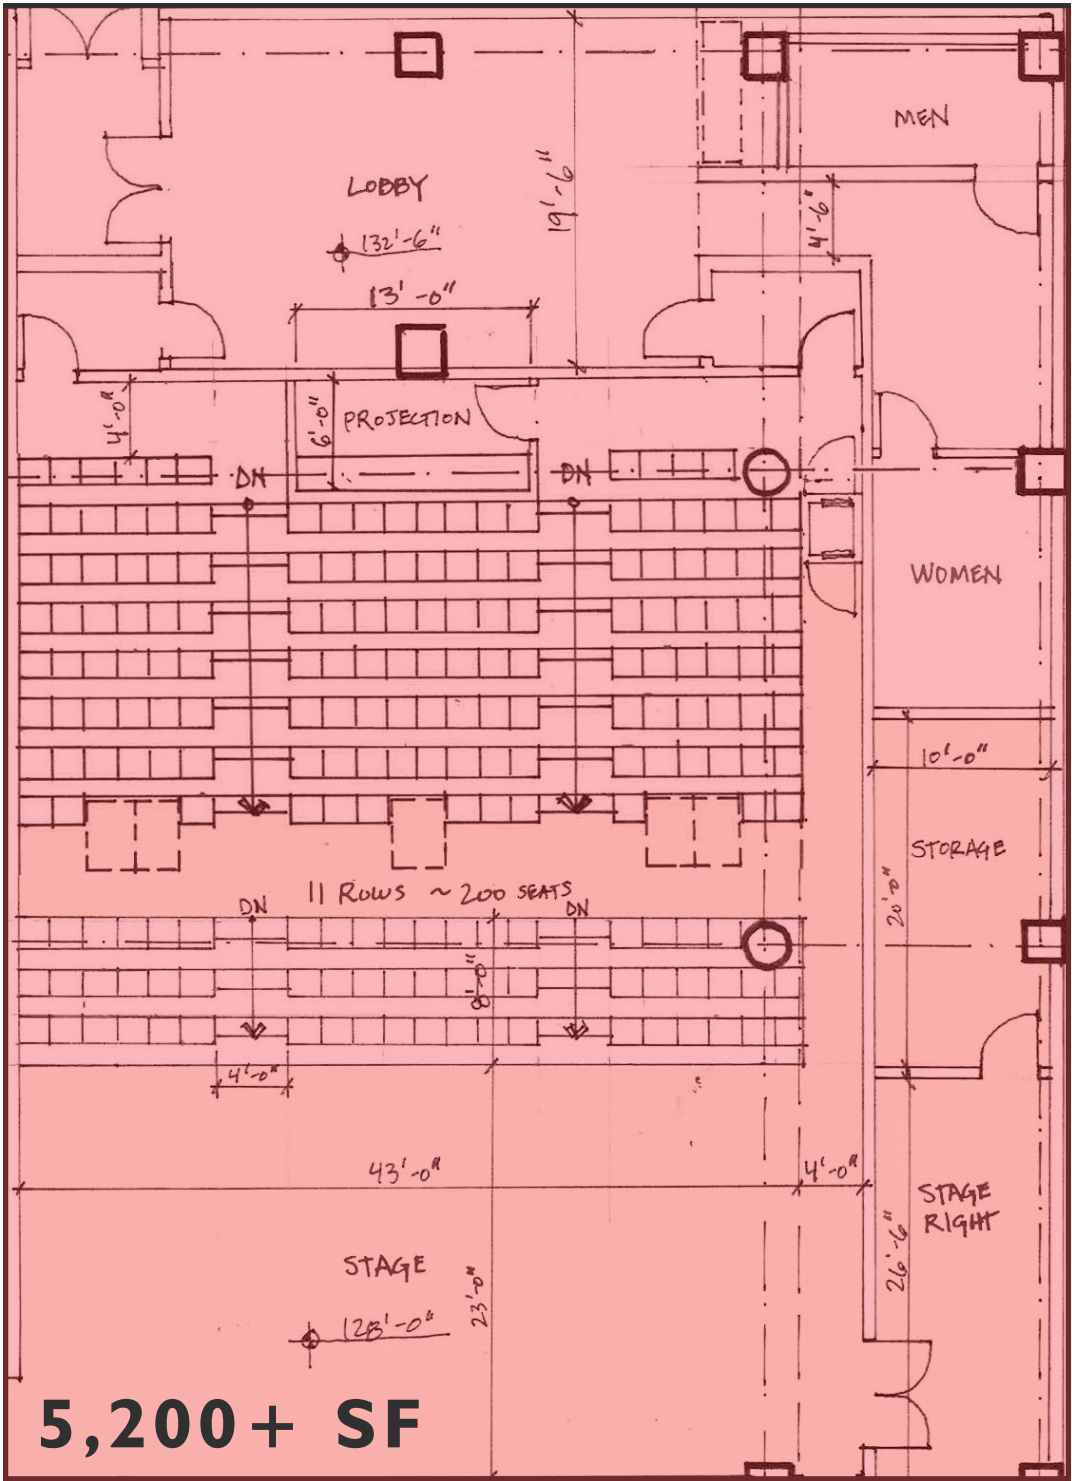 MEN
LOBBY
19'-6"
4'-6"
132'-6"
13'-0"
4'-0"
6'-0"
PROJECTION
DN
DN
WOMEN
10'-0"
STORAGE
20'-0"
11 ROWS ~ 200 SEATS
DN
DN
8'-0"
4'-0"
43'-0"
4'-0"
STAGE
RIGHT
26'-6"
STAGE
23'-0"
128'-0"
5,200+ SF